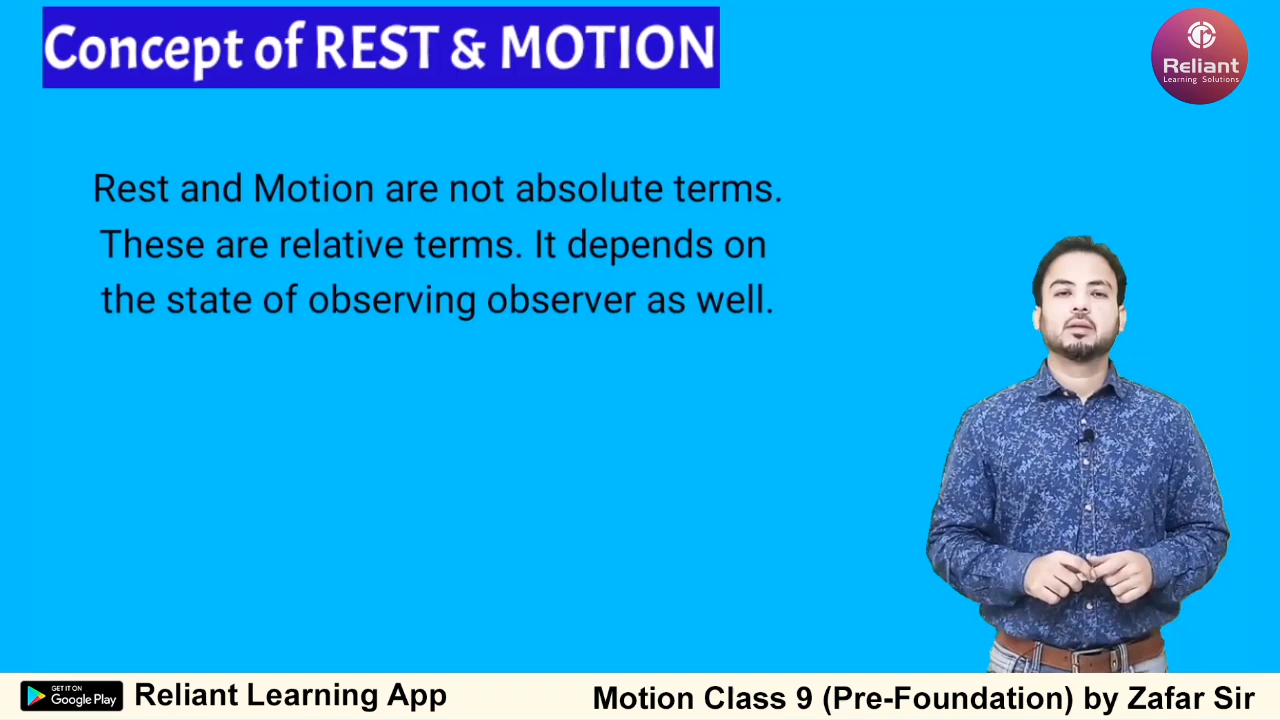 Concept of REST & MOTION
Reliant
Learning Solutions
Rest and Motion are not absolute terms.
These are relative terms. It depends on
the state of observing observer as well.
GET IT ON
Google Play
Reliant Learning App
Motion Class 9 (Pre-Foundation) by Zafar Sir